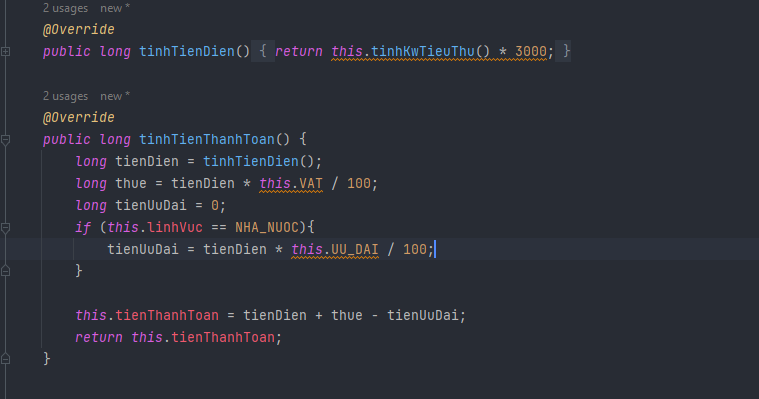 2 usages new *
@Override
public long tinhTienDien() { return this.tinhKwTieuThu() * 3000; }
2 usages new *
@Override
public long tinhTienThanhToan() {
long tienDien = tinhTienDien();
long thue = tienDien * this.VAT / 100;
long tienUuDai = 0;
if (this.linhVuc == NHA_NUOC){
tienUuDai = tienDien * this.UU_DAI / 100;
}
this.tienThanhToan = tienDien + thue - tienUuDai;
return this.tienThanhToan;
}